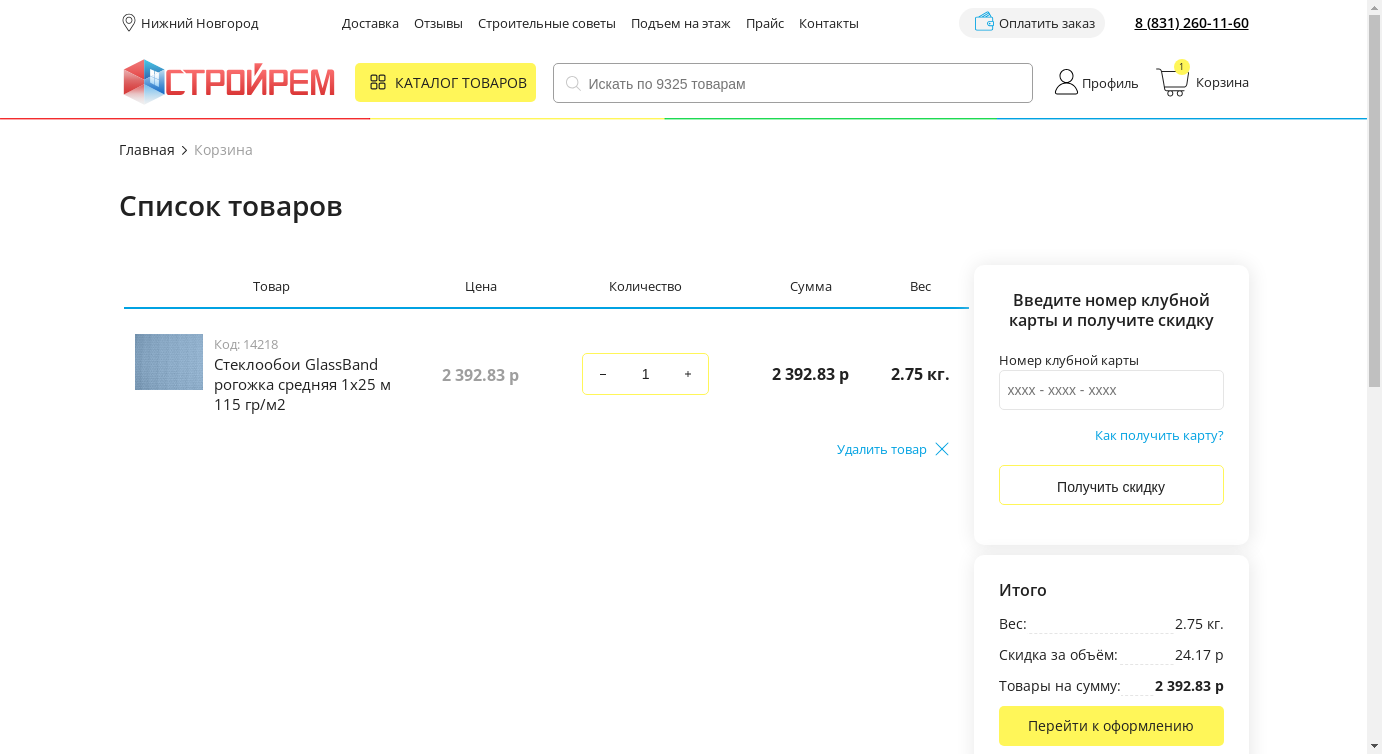 Нижний Новгород
Доставка Отзывы Строительные советы Подъем на этаж Прайс Контакты
Оплатить заказ
8 (831) 260-11-60
СТРОЙРЕМ
КАТАЛОГ ТОВАРОВ
Искать по 9325 товарам
Профиль
1
Корзина
Главная Корзина
Список товаров
Товар Цена Количество Сумма Вес
Код: 14218
Стеклообои GlassBand
рогожка средняя 1х25 м
115 гр/м2
2 392.83 р
− 1 +
2 392.83 р
2.75 кг.
Удалить товар
Введите номер клубной
карты и получите скидку
Номер клубной карты
xxxx - xxxx - xxxx
Как получить карту?
Получить скидку
Итого
Вес: 2.75 кг.
Скидка за объём: 24.17 р
Товары на сумму: 2 392.83 р
Перейти к оформлению